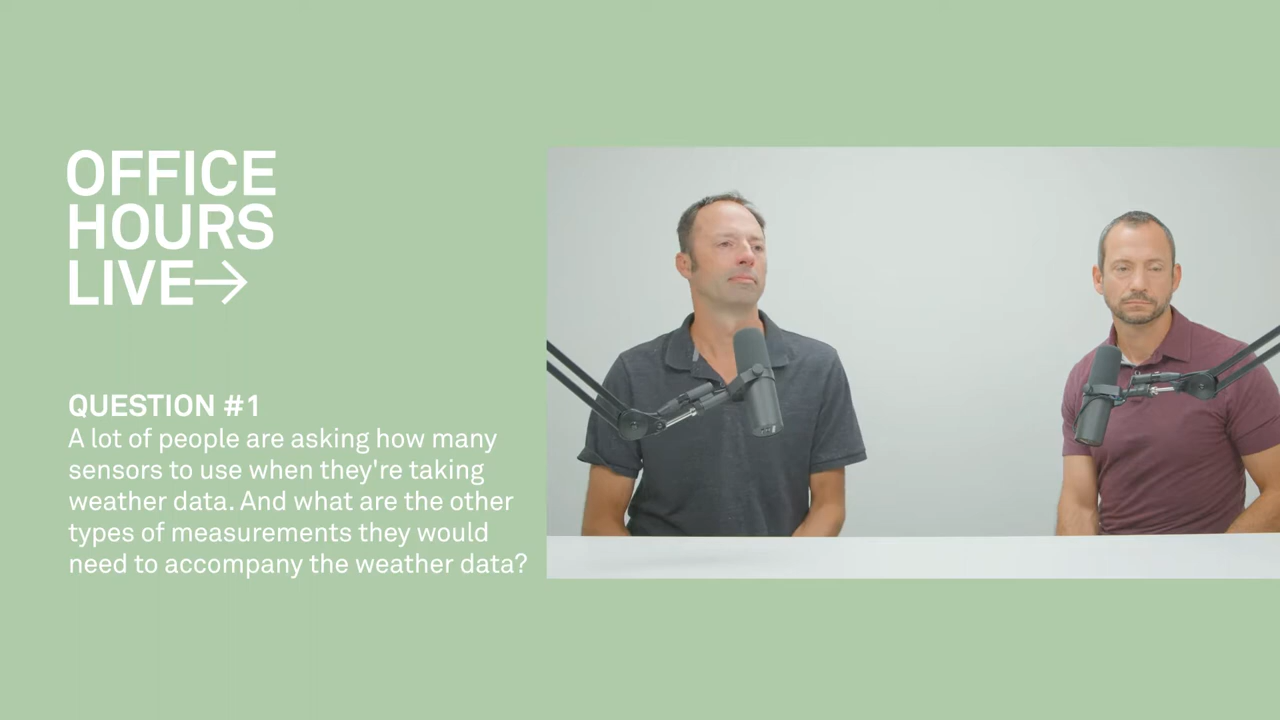 OFFICE
HOURS
LIVE→
QUESTION #1
A lot of people are asking how many
sensors to use when they're taking
weather data. And what are the other
types of measurements they would
need to accompany the weather data?